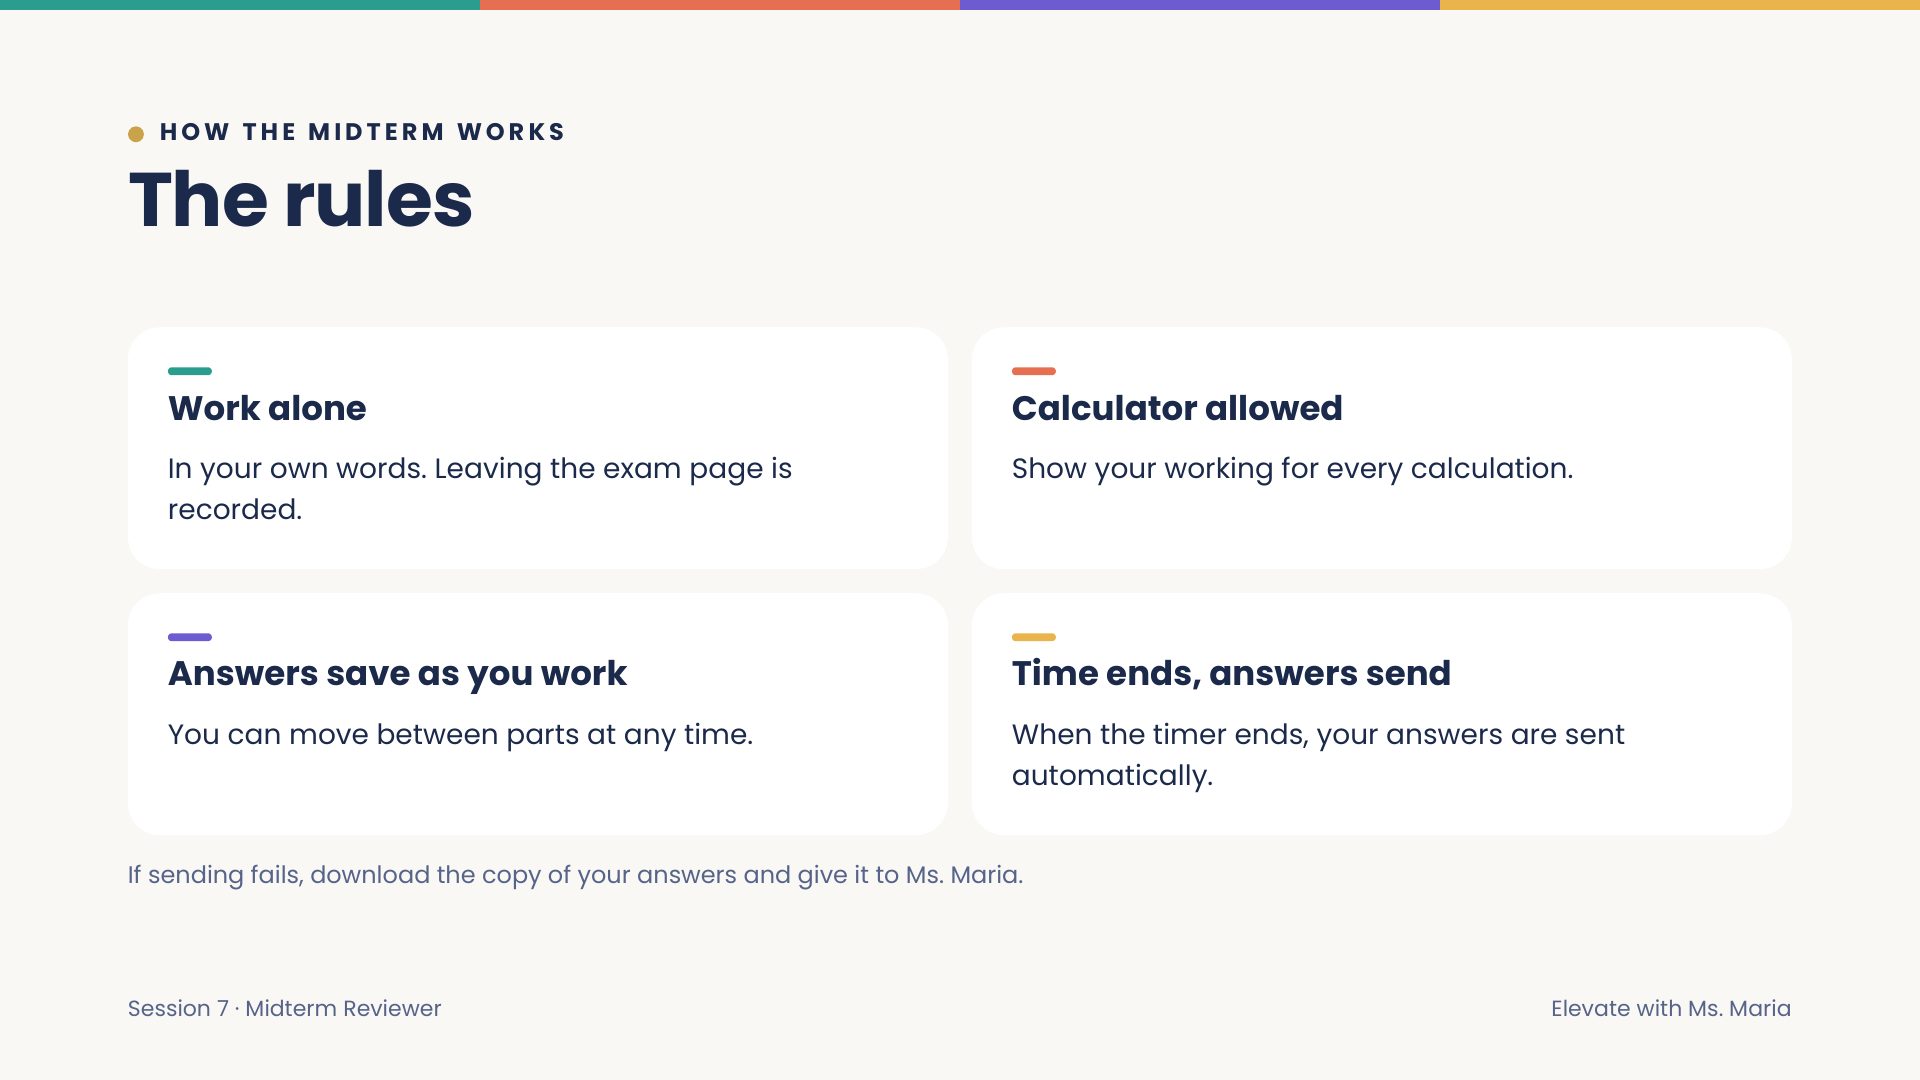 HOW THE MIDTERM WORKS
The rules
Work alone
In your own words. Leaving the exam page is
recorded.
Calculator allowed
Show your working for every calculation.
Answers save as you work
You can move between parts at any time.
Time ends, answers send
When the timer ends, your answers are sent
automatically.
If sending fails, download the copy of your answers and give it to Ms. Maria.
Session 7 · Midterm Reviewer
Elevate with Ms. Maria